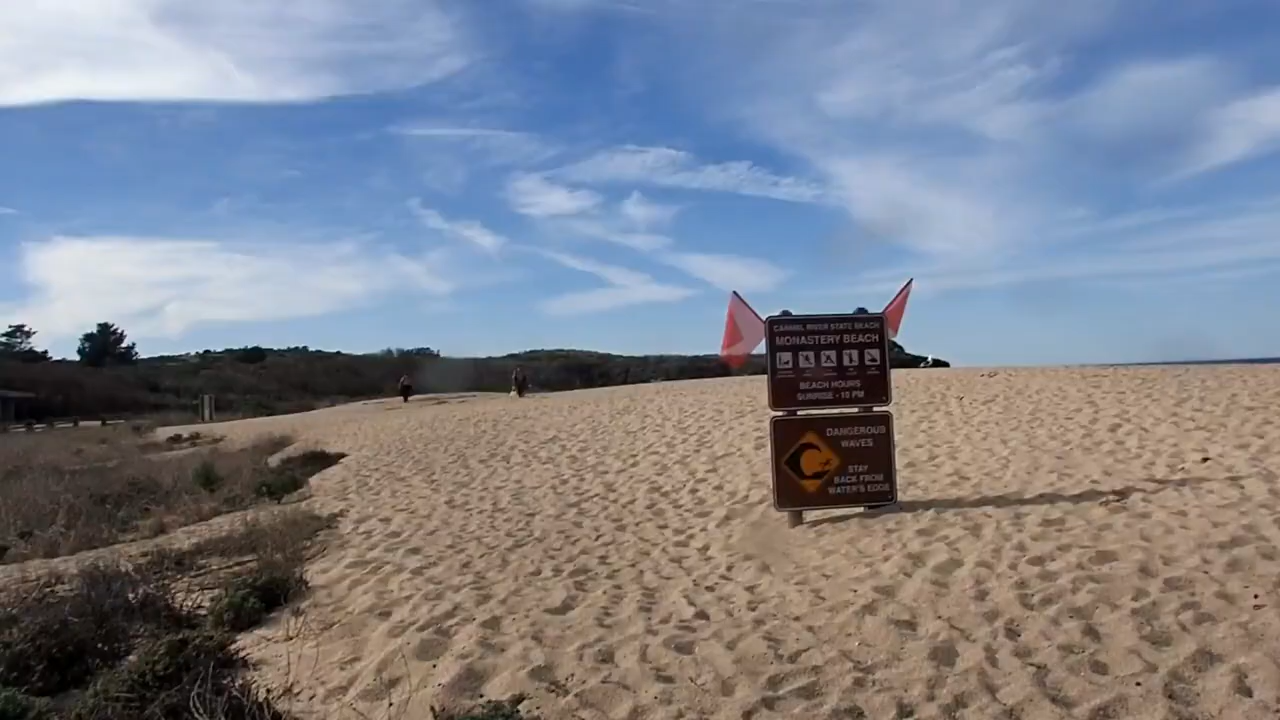 CARMEL RIVER STATE BEACH
MONASTERY BEACH
BEACH HOURS
SUNRISE - 10 PM
DANGEROUS
WAVES
STAY
BACK FROM
WATER'S EDGE